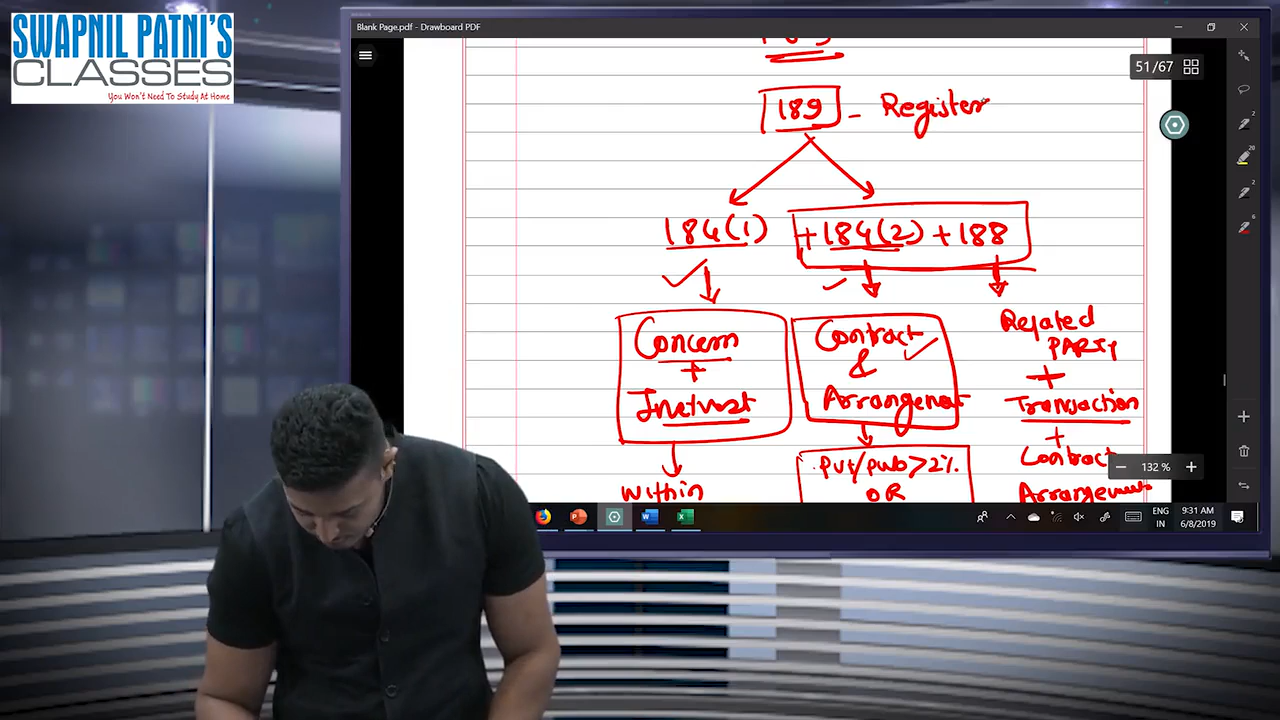 SWAPNIL PATNI'S
CLASSES
You Won't Need To Study At Home
Blank Page.pdf - Drawboard PDF
51/67
189 - Register
184(1) +184(2) + 188
Concern
+
Inetrust
Within
Contract
&
Arrangement
pvt/pub > 2%.
OR
Related
PARTY
+
Transaction
+
Contract
Arrangement
132 %
ENG
IN
9:31 AM
6/8/2019